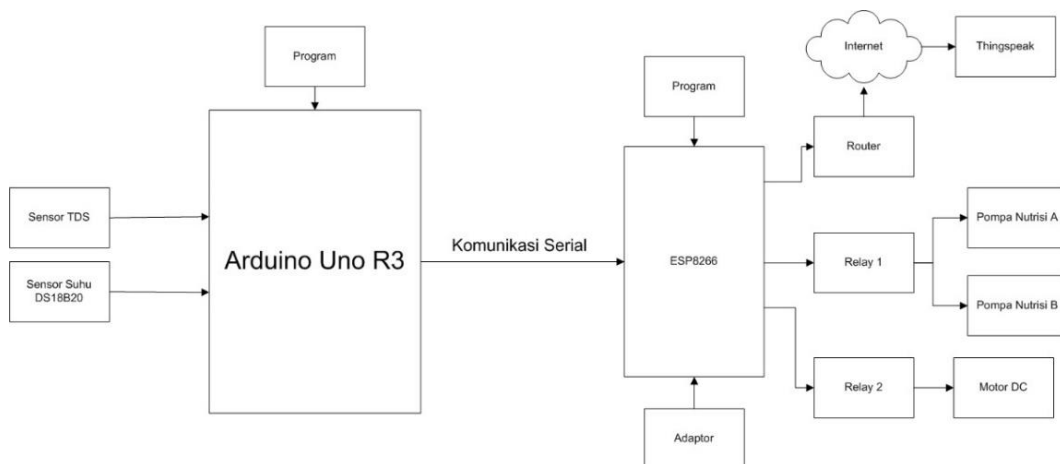 Program
Sensor TDS
Sensor Suhu
DS18B20
Arduino Uno R3
Komunikasi Serial
Program
ESP8266
Adaptor
Internet
Thingspeak
Router
Relay 1
Pompa Nutrisi A
Pompa Nutrisi B
Relay 2
Motor DC